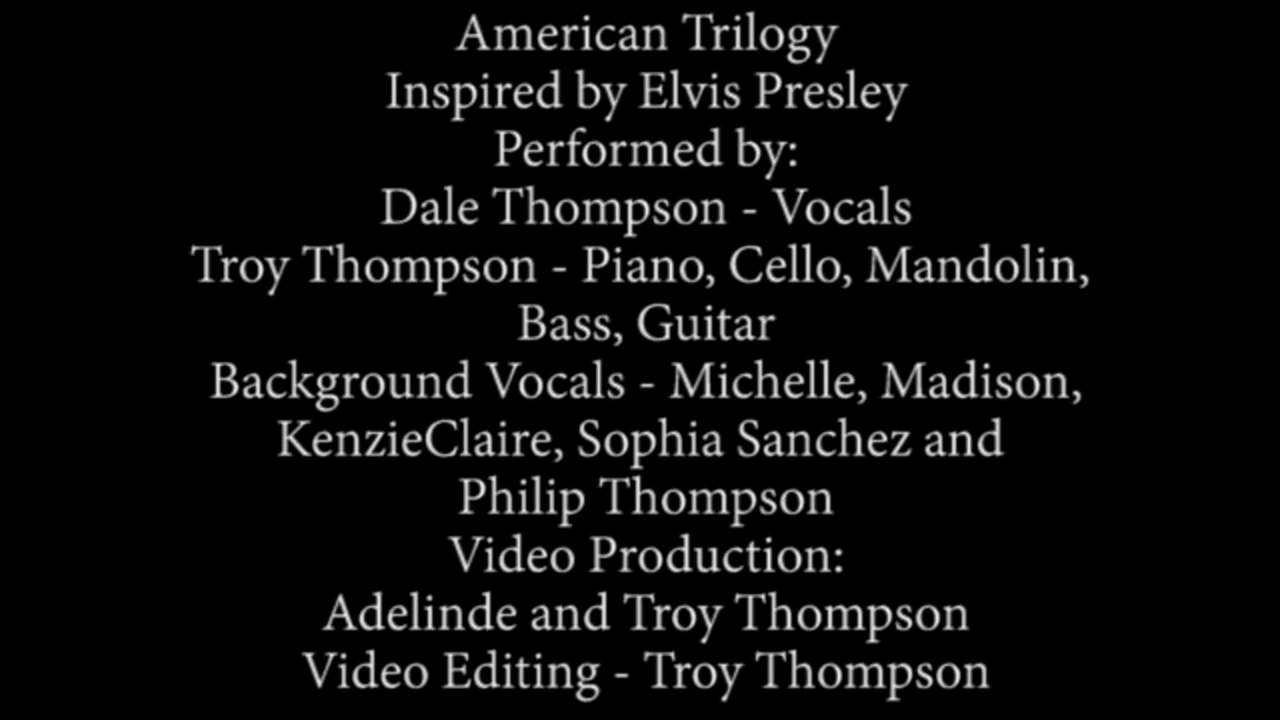 American Trilogy
Inspired by Elvis Presley
Performed by:
Dale Thompson - Vocals
Troy Thompson - Piano, Cello, Mandolin,
Bass, Guitar
Background Vocals - Michelle, Madison,
KenzieClaire, Sophia Sanchez and
Philip Thompson
Video Production:
Adelinde and Troy Thompson
Video Editing - Troy Thompson